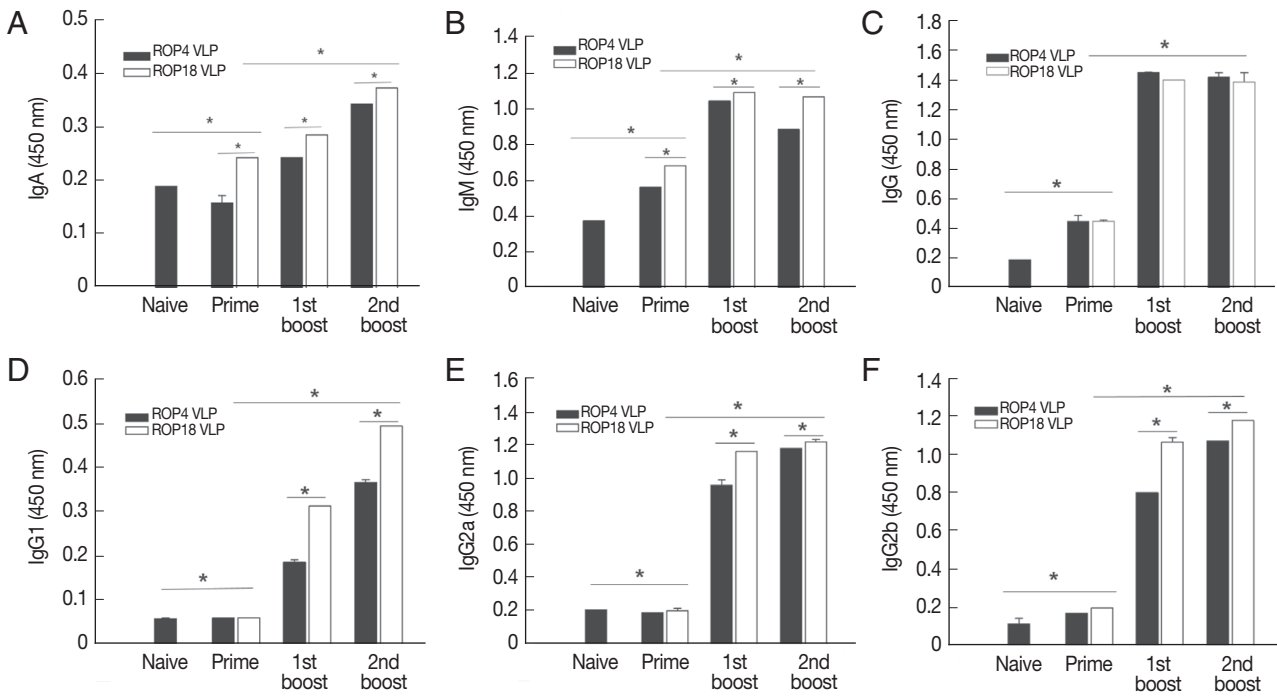 A
IgA (450 nm)
0.5
0.4
0.3
0.2
0.1
0
ROP4 VLP
ROP18 VLP
*
*
*
*
*
*
Naive Prime 1st boost 2nd boost
B
IgM (450 nm)
1.4
1.2
1.0
0.8
0.6
0.4
0.2
0
ROP4 VLP
ROP18 VLP
*
*
*
*
*
Naive Prime 1st boost 2nd boost
C
IgG (450 nm)
1.8
1.6
1.4
1.2
1.0
0.8
0.6
0.4
0.2
0
ROP4 VLP
ROP18 VLP
*
*
Naive Prime 1st boost 2nd boost
D
IgG1 (450 nm)
0.6
0.5
0.4
0.3
0.2
0.1
0
ROP4 VLP
ROP18 VLP
*
*
*
*
Naive Prime 1st boost 2nd boost
E
IgG2a (450 nm)
1.6
1.4
1.2
1.0
0.8
0.6
0.4
0.2
0
ROP4 VLP
ROP18 VLP
*
*
*
*
Naive Prime 1st boost 2nd boost
F
IgG2b (450 nm)
1.4
1.2
1.0
0.8
0.6
0.4
0.2
0
ROP4 VLP
ROP18 VLP
*
*
*
*
Naive Prime 1st boost 2nd boost